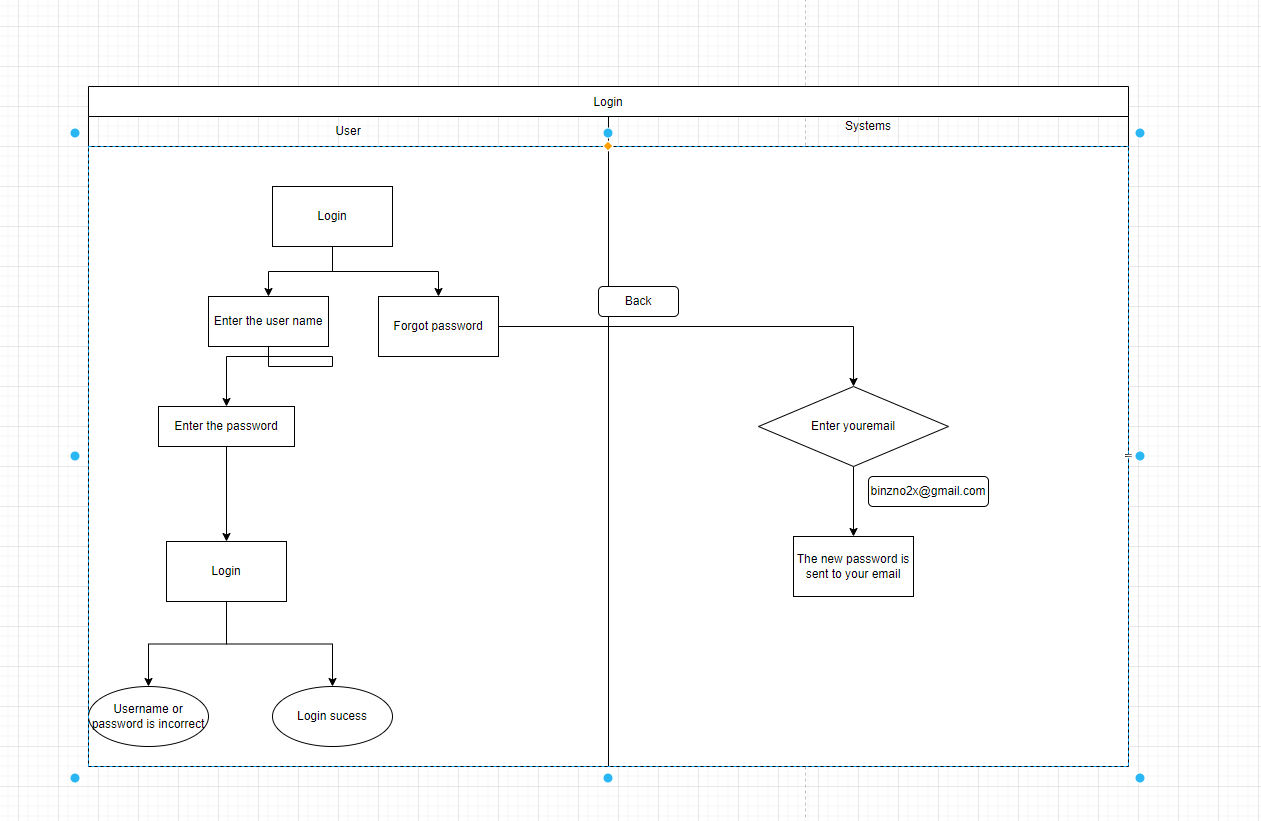 Login
User
Systems
Login
Enter the user name
Forgot password
Back
Enter the password
Enter youremail
binzno2x@gmail.com
The new password is
sent to your email
Login
Username or
password is incorrect
Login sucess